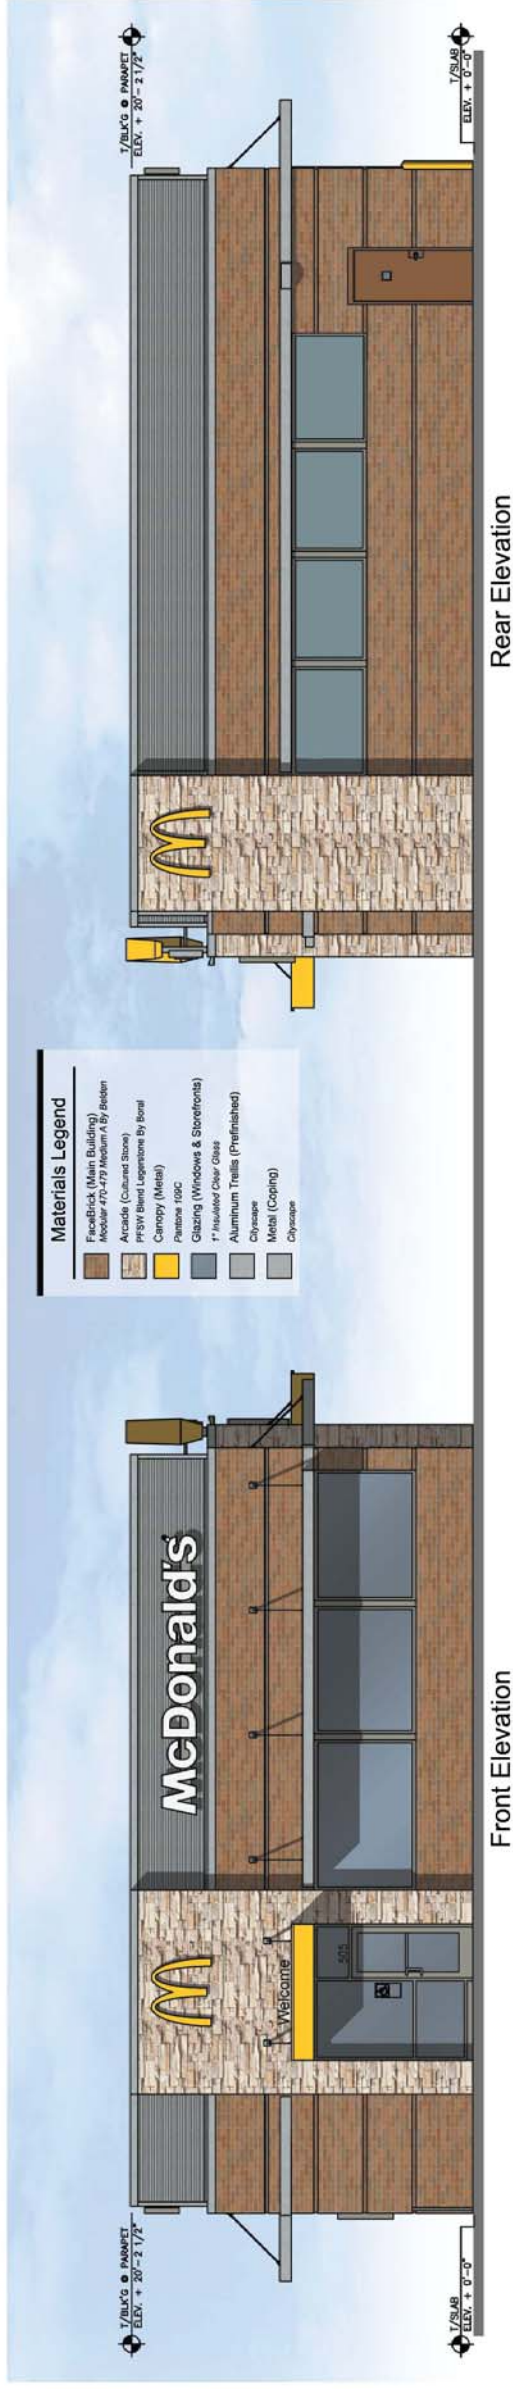 T/BLK'G @ PARAPET
ELEV. + 20'- 2 1/2"
T/SLAB
ELEV. + 0'-0"
McDonald's
Welcome
505
Front Elevation
Materials Legend
FaceBrick (Main Building)
Modular 470-479 Medium A By Belden
Arcade (Cultured Stone)
PFSW Blend Legerstone By Boral
Canopy (Metal)
Pantone 109C
Glazing (Windows & Storefronts)
1" Insulated Clear Glass
Aluminum Trellis (Prefinished)
Cityscape
Metal (Coping)
Cityscape
T/BLK'G @ PARAPET
ELEV. + 20'- 2 1/2"
T/SLAB
ELEV. + 0'-0"
Rear Elevation